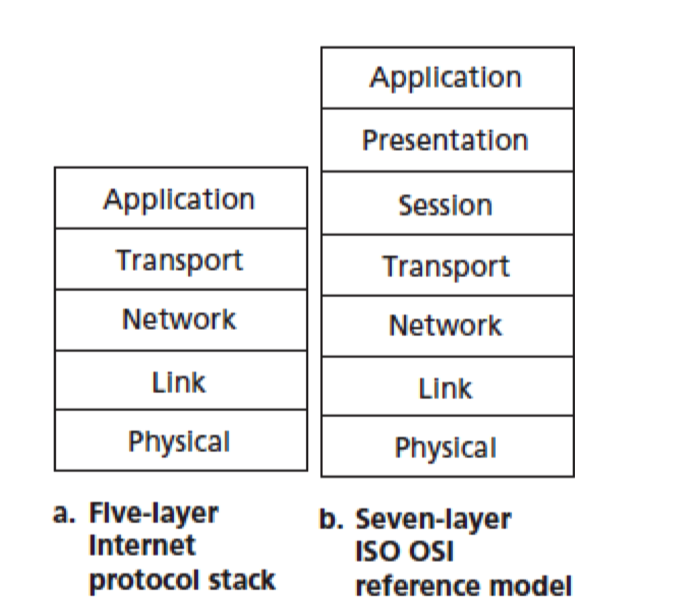 Application
Transport
Network
Link
Physical
a. FIve-layer
Internet
protocol stack
Application
Presentation
Session
Transport
Network
Link
Physical
b. Seven-layer
ISO OSI
reference model